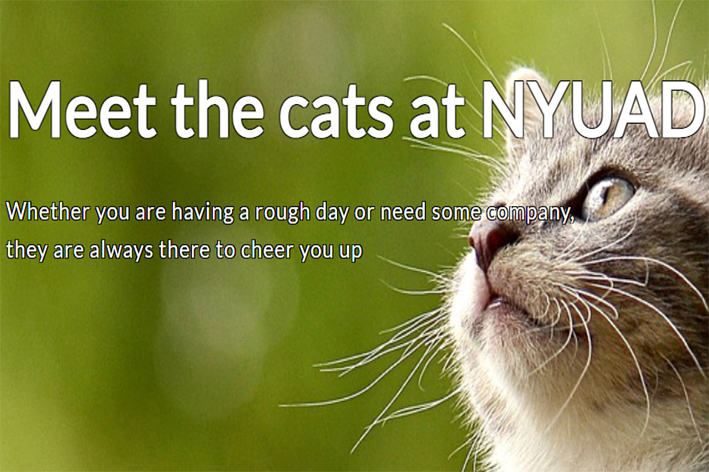 Meet the cats at NYUAD
Whether you are having a rough day or need some company,
they are always there to cheer you up